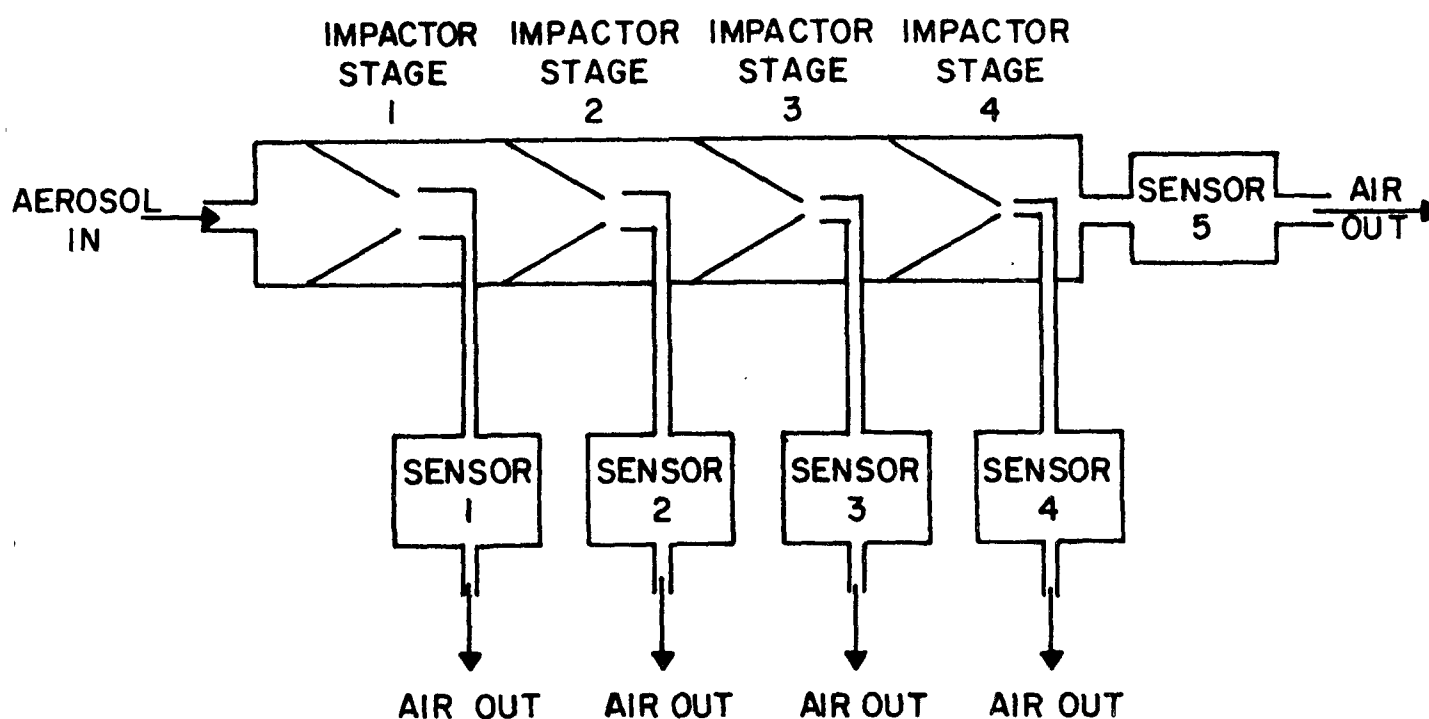 IMPACTOR STAGE 1
IMPACTOR STAGE 2
IMPACTOR STAGE 3
IMPACTOR STAGE 4
AEROSOL IN
SENSOR 5
AIR OUT
SENSOR 1
SENSOR 2
SENSOR 3
SENSOR 4
AIR OUT
AIR OUT
AIR OUT
AIR OUT